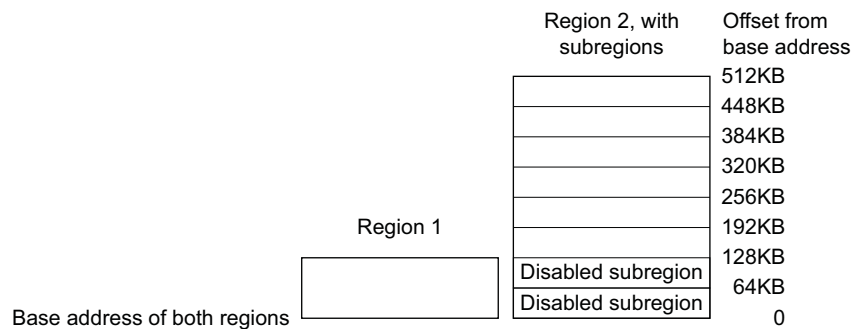 Region 2, with
subregions
Offset from
base address
512KB
448KB
384KB
320KB
256KB
192KB
Region 1
128KB
Disabled subregion
64KB
Disabled subregion
Base address of both regions
0